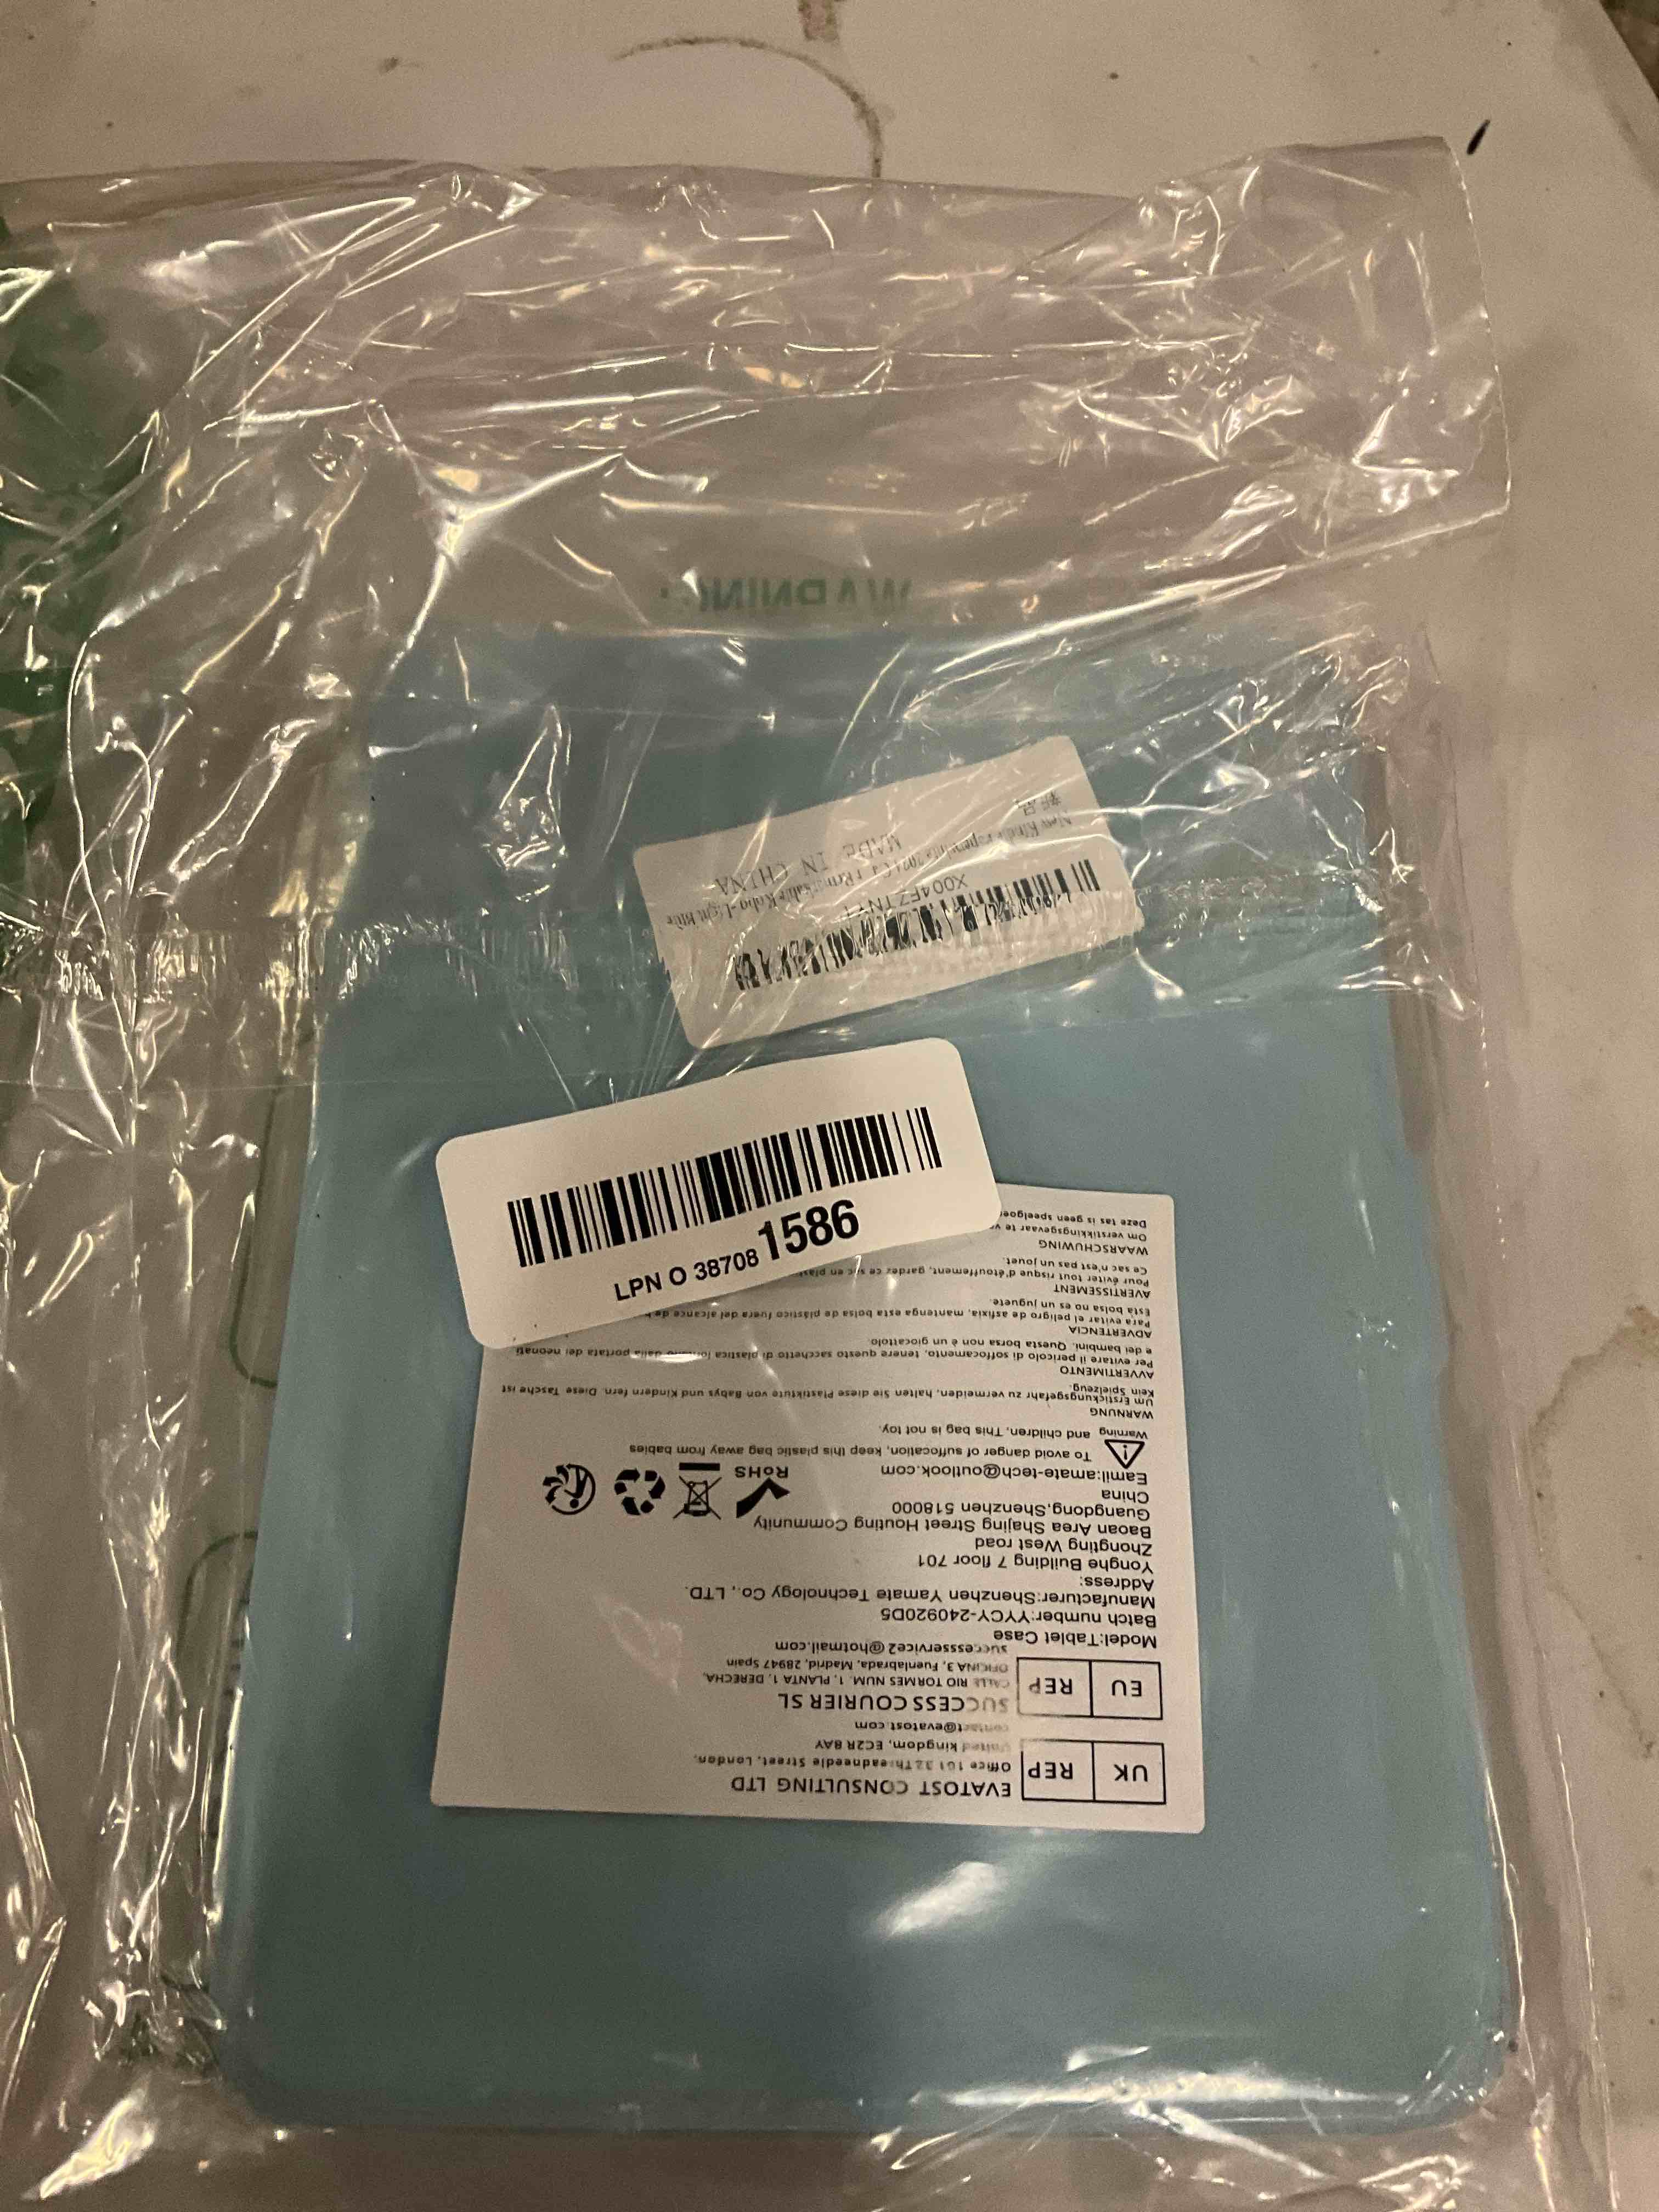 WARNING
X004FZ
New Kindle
MADE IN CHINA
新品
LPN O 387081586
UK REP
EVATOST CONSULTING LTD
Office 101 32 Threadneedle Street, London,
United kingdom, EC2R 8AY
contact@evatost.com
EU REP
SUCCESS COURIER SL
CALLE RIO TORMES NUM. 1, PLANTA 1, DERECHA,
OFICINA 3, Fuenlabrada, Madrid, 28947 Spain
successservice2@hotmail.com
Model:Tablet Case
Batch number:YYCY-240920D5
Manufacturer:Shenzhen Yamate Technology Co., LTD.
Address:
Yonghe Building 7 floor 701
Zhongting West road
Baoan Area Shajing Street Houting Community
Guangdong,Shenzhen 518000
China
Eamil:amate-tech@outlook.com
RoHS
To avoid danger of suffocation, keep this plastic bag away from babies
Warning and children, This bag is not toy.
WARNUNG
Um Erstickungsgefahr zu vermeiden, halten Sie diese Plastiktüte von Babys und Kindern fern. Diese Tasche ist
Kein Spielzeug.
AVVERTIMENTO
Per evitare il pericolo di soffocamento, tenere questo sacchetto di plastica lontano dalla portata dei neonati
e dei bambini. Questa borsa non è un giocattolo.
ADVERTENCIA
Para evitar el peligro de asfixia, mantenga esta bolsa de plástico fuera del alcance de
Esta bolsa no es un juguete.
AVERTISSEMENT
Pour éviter tout risque d'étouffement, gardez ce sac en
Ce sac n'est pas un jouet.
WAARSCHUWING
Om verstikkingsgevaar te
Deze tas is geen